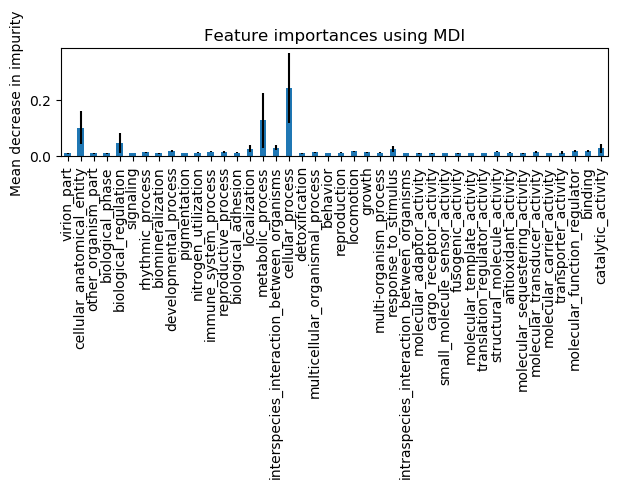 Feature importances using MDI
Mean decrease in impurity
0.2
0.0
virion_part
cellular_anatomical_entity
other_organism_part
biological_phase
biological_regulation
signaling
rhythmic_process
biomineralization
developmental_process
pigmentation
nitrogen_utilization
immune_system_process
reproductive_process
biological_adhesion
localization
metabolic_process
interspecies_interaction_between_organisms
cellular_process
detoxification
multicellular_organismal_process
behavior
reproduction
locomotion
growth
multi-organism_process
response_to_stimulus
intraspecies_interaction_between_organisms
molecular_adaptor_activity
cargo_receptor_activity
small_molecule_sensor_activity
fusogenic_activity
molecular_template_activity
translation_regulator_activity
structural_molecule_activity
antioxidant_activity
molecular_sequestering_activity
molecular_transducer_activity
molecular_carrier_activity
transporter_activity
molecular_function_regulator
binding
catalytic_activity